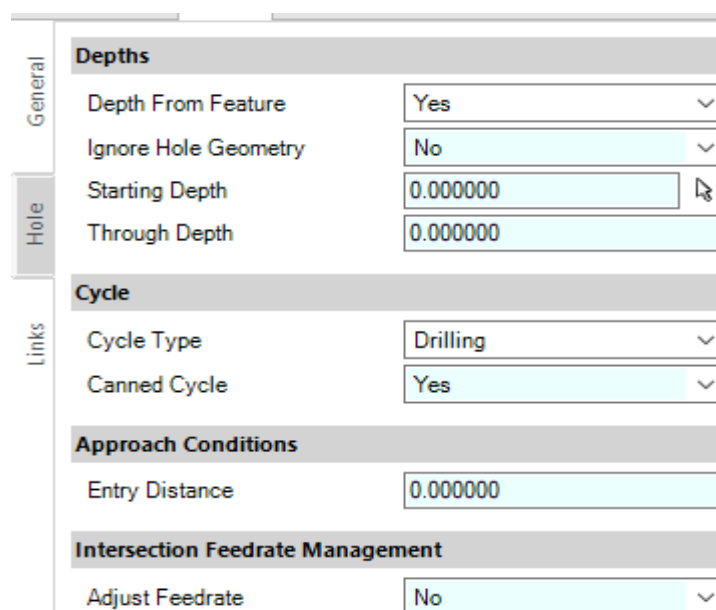 General
Hole
Links
Depths
Depth From Feature Yes
Ignore Hole Geometry No
Starting Depth 0.000000
Through Depth 0.000000
Cycle
Cycle Type Drilling
Canned Cycle Yes
Approach Conditions
Entry Distance 0.000000
Intersection Feedrate Management
Adjust Feedrate No